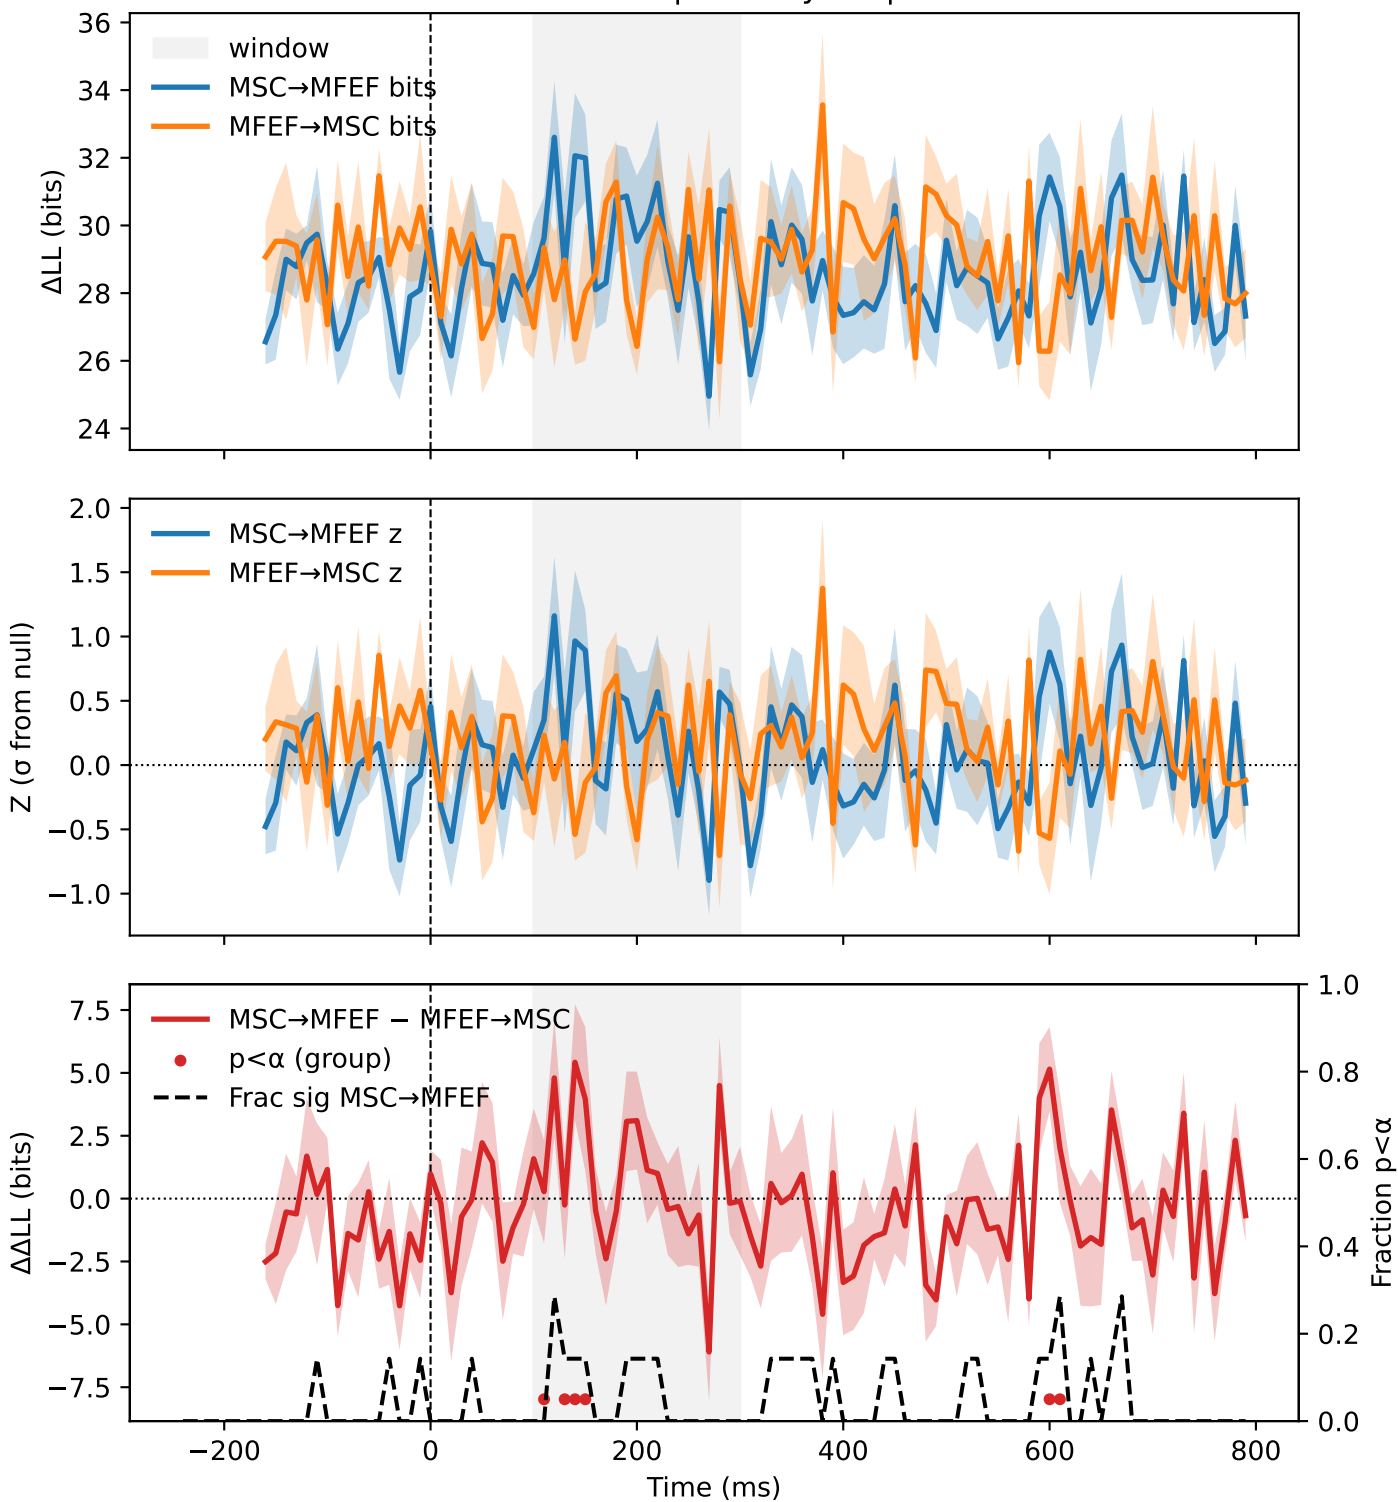 36
34
32
30
28
26
24
ΔLL (bits)
window
MSC→MFEF bits
MFEF→MSC bits
2.0
1.5
1.0
0.5
0.0
−0.5
−1.0
Z (σ from null)
MSC→MFEF z
MFEF→MSC z
7.5
5.0
2.5
0.0
−2.5
−5.0
−7.5
ΔΔLL (bits)
MSC→MFEF − MFEF→MSC
p<α (group)
Frac sig MSC→MFEF
1.0
0.8
0.6
0.4
0.2
0.0
Fraction p<α
−200
0
200
400
600
800
Time (ms)